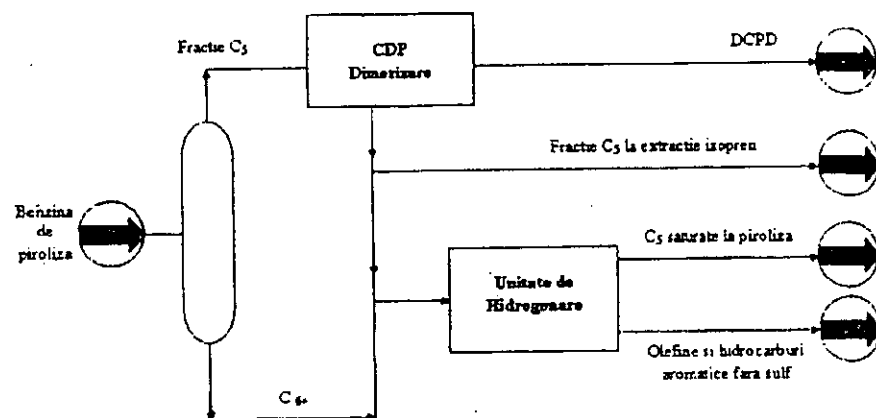 Fractie C5
CDP
Dimerizare
DCPD
Fractie C5 la extractie izopren
Benzina
de
piroliza
C5 saturate la piroliza
Unitate de
Hidrogenare
Olefine si hidrocarburi
aromatice fara sulf
C6+